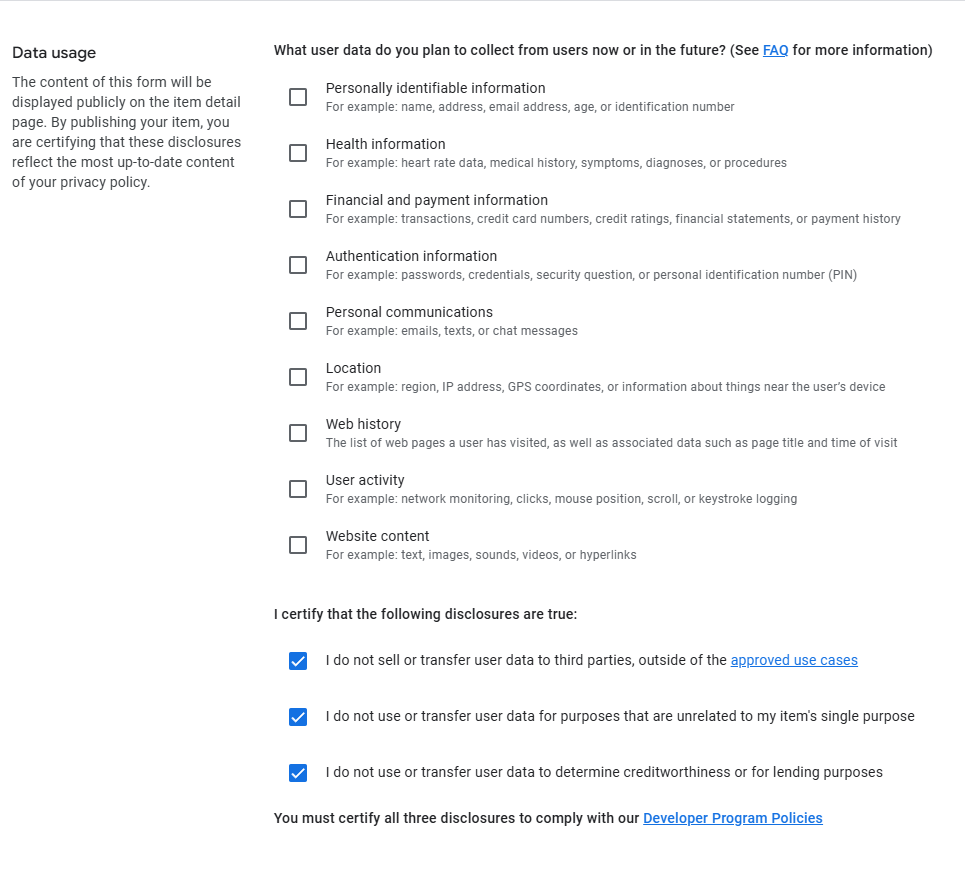 Data usage
The content of this form will be
displayed publicly on the item detail
page. By publishing your item, you
are certifying that these disclosures
reflect the most up-to-date content
of your privacy policy.
What user data do you plan to collect from users now or in the future? (See FAQ for more information)
Personally identifiable information
For example: name, address, email address, age, or identification number
Health information
For example: heart rate data, medical history, symptoms, diagnoses, or procedures
Financial and payment information
For example: transactions, credit card numbers, credit ratings, financial statements, or payment history
Authentication information
For example: passwords, credentials, security question, or personal identification number (PIN)
Personal communications
For example: emails, texts, or chat messages
Location
For example: region, IP address, GPS coordinates, or information about things near the user’s device
Web history
The list of web pages a user has visited, as well as associated data such as page title and time of visit
User activity
For example: network monitoring, clicks, mouse position, scroll, or keystroke logging
Website content
For example: text, images, sounds, videos, or hyperlinks
I certify that the following disclosures are true:
I do not sell or transfer user data to third parties, outside of the approved use cases
I do not use or transfer user data for purposes that are unrelated to my item's single purpose
I do not use or transfer user data to determine creditworthiness or for lending purposes
You must certify all three disclosures to comply with our Developer Program Policies